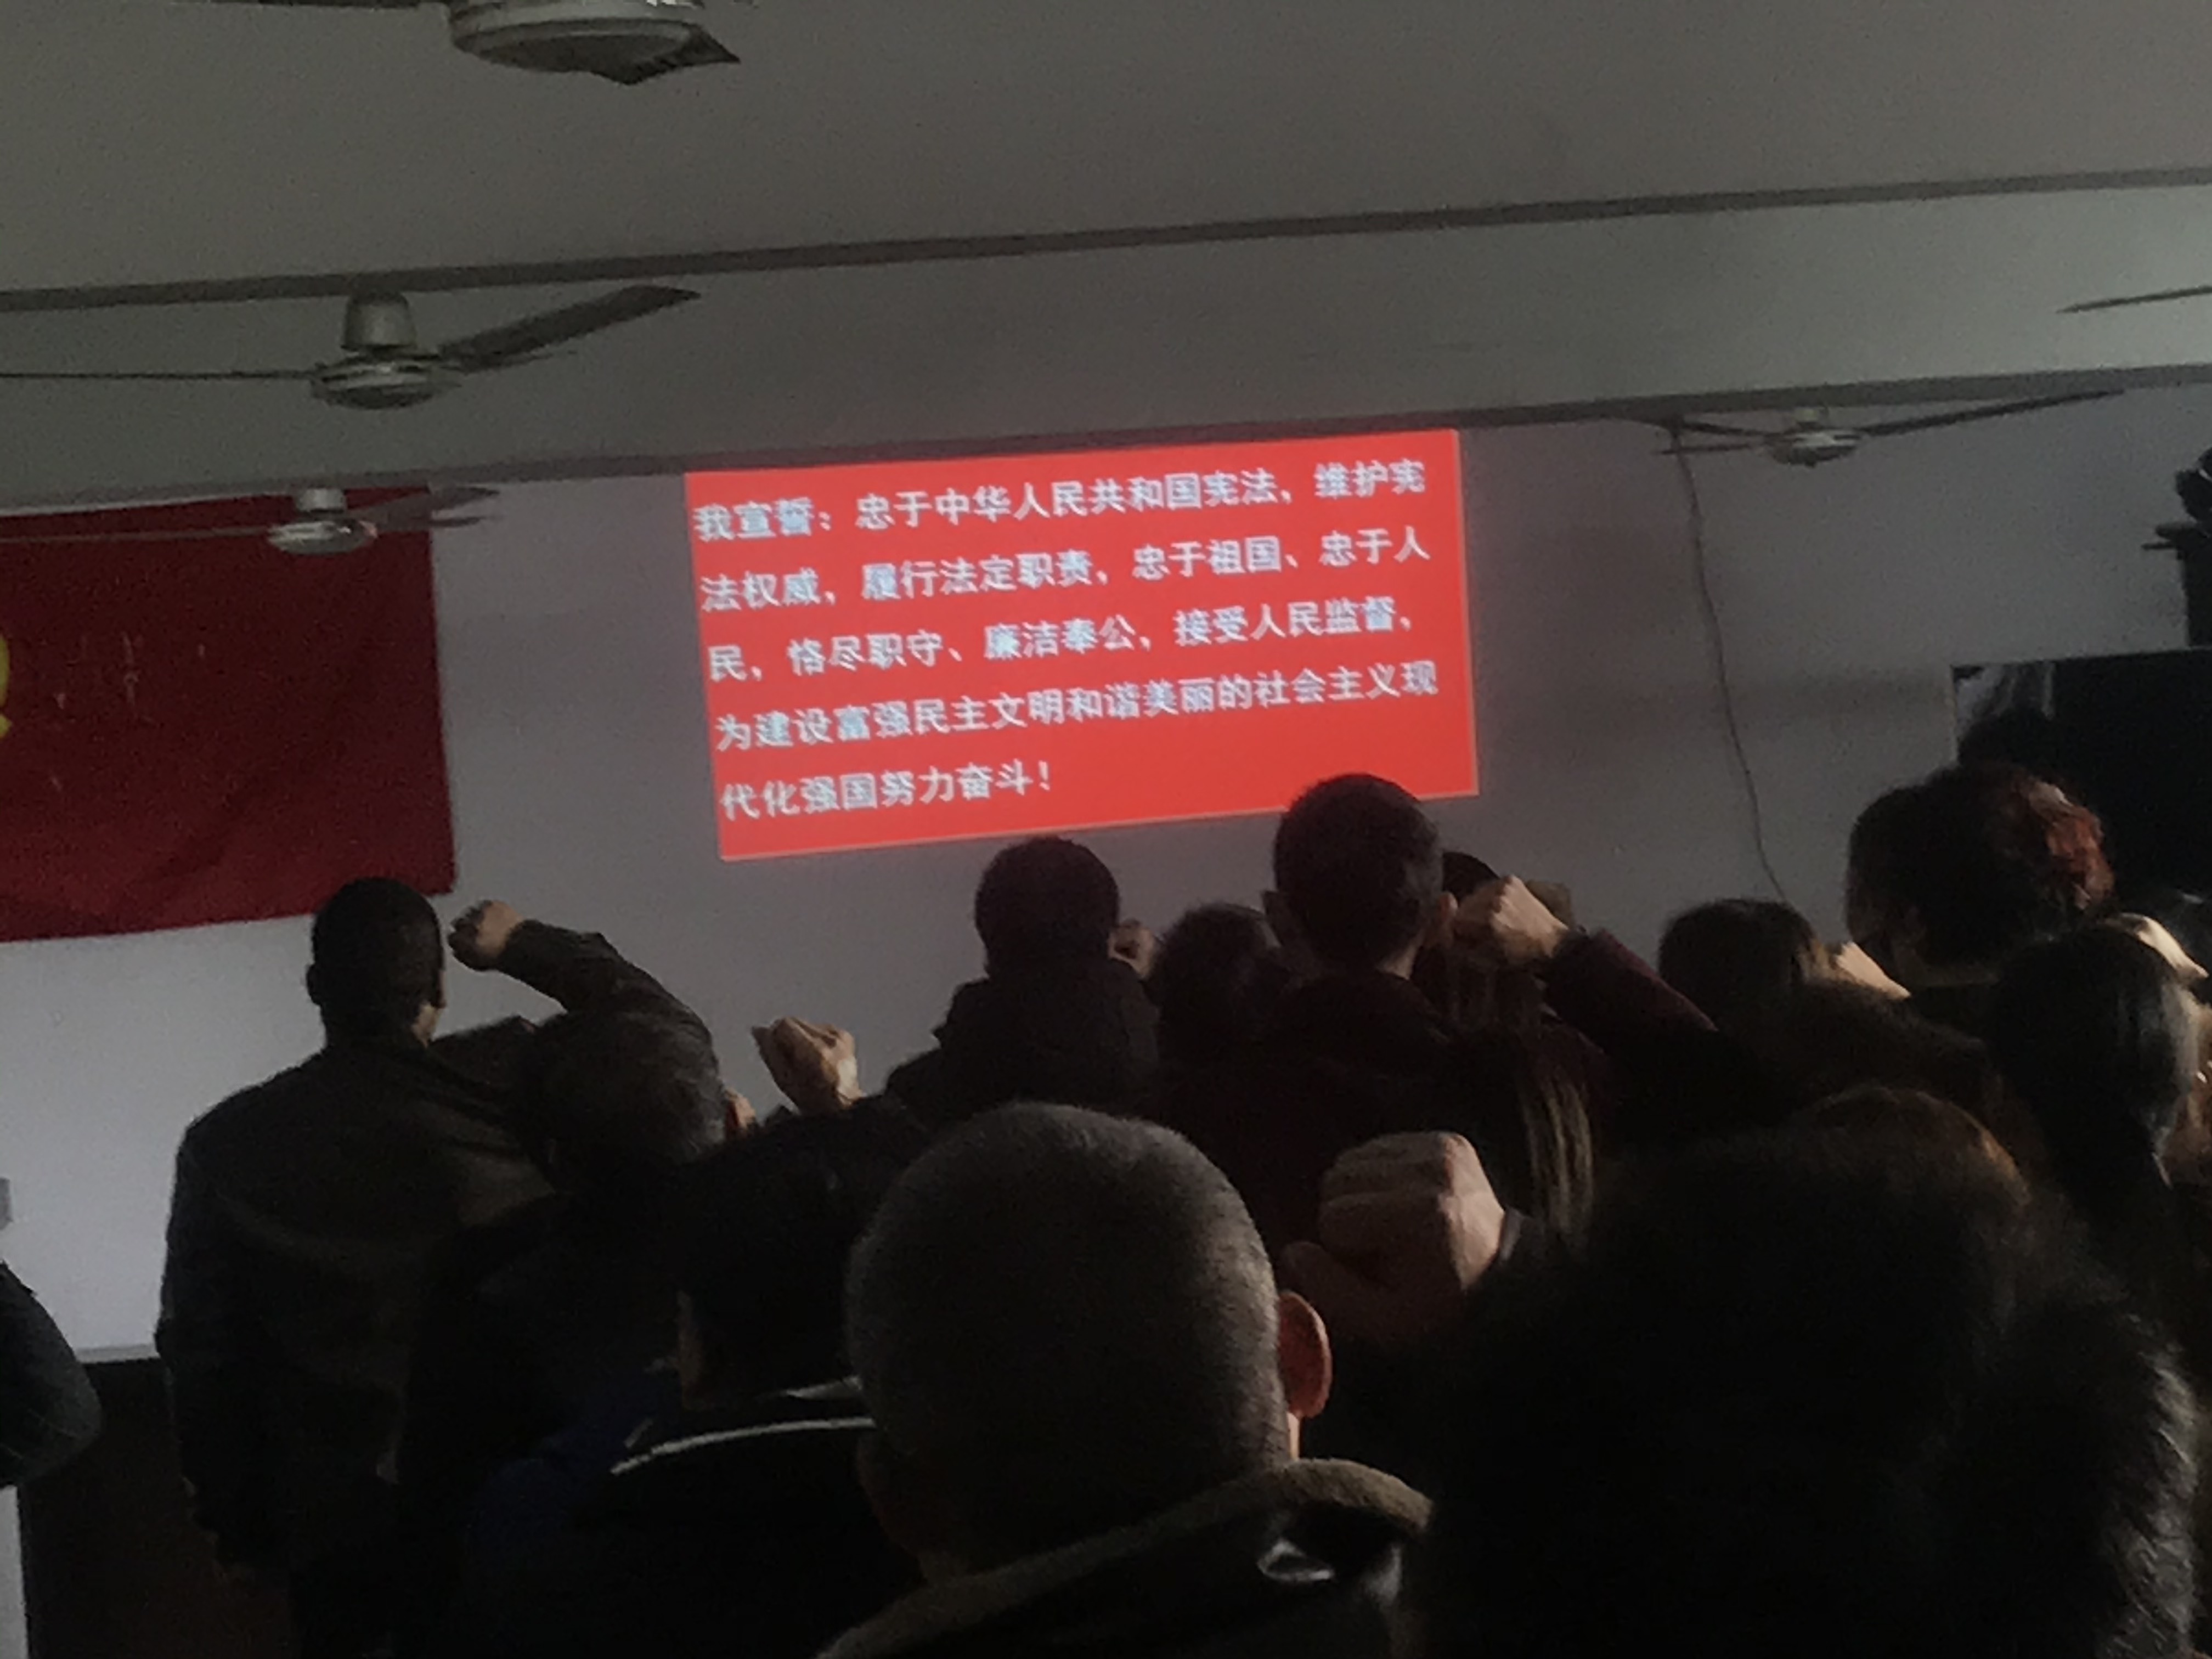 我宣誓：忠于中华人民共和国宪法，维护宪
法权威，履行法定职责，忠于祖国、忠于人
民，恪尽职守、廉洁奉公，接受人民监督，
为建设富强民主文明和谐美丽的社会主义现
代化强国努力奋斗！